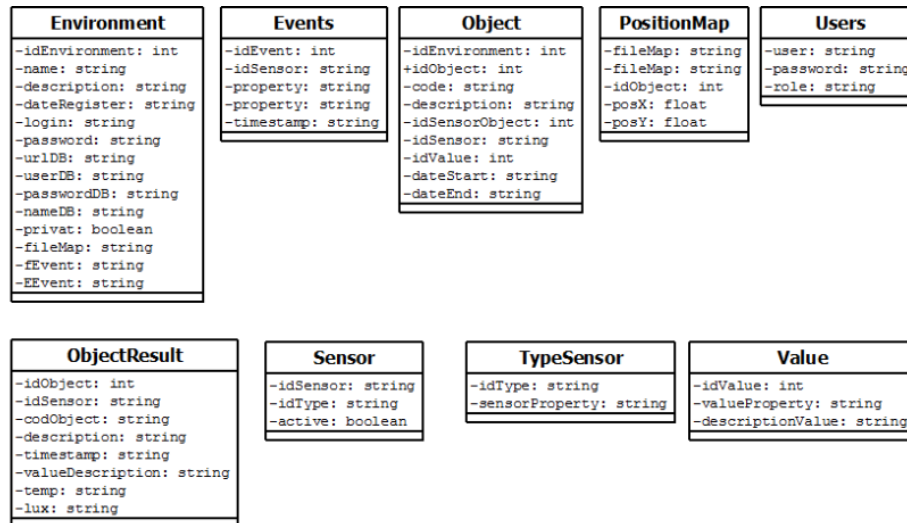 Environment
-idEnvironment: int
-name: string
-description: string
-dateRegister: string
-login: string
-password: string
-urlDB: string
-userDB: string
-passwordDB: string
-nameDB: string
-privat: boolean
-fileMap: string
-fEvent: string
-EEvent: string
Events
-idEvent: int
-idSensor: string
-property: string
-property: string
-timestamp: string
Object
-idEnvironment: int
+idObject: int
-code: string
-description: string
-idSensorObject: int
-idSensor: string
-idValue: int
-dateStart: string
-dateEnd: string
PositionMap
-fileMap: string
-fileMap: string
-idObject: int
-posX: float
-posY: float
Users
-user: string
-password: string
-role: string
ObjectResult
-idObject: int
-idSensor: string
-codObject: string
-description: string
-timestamp: string
-valueDescription: string
-temp: string
-lux: string
Sensor
-idSensor: string
-idType: string
-active: boolean
TypeSensor
-idType: string
-sensorProperty: string
Value
-idValue: int
-valueProperty: string
-descriptionValue: string